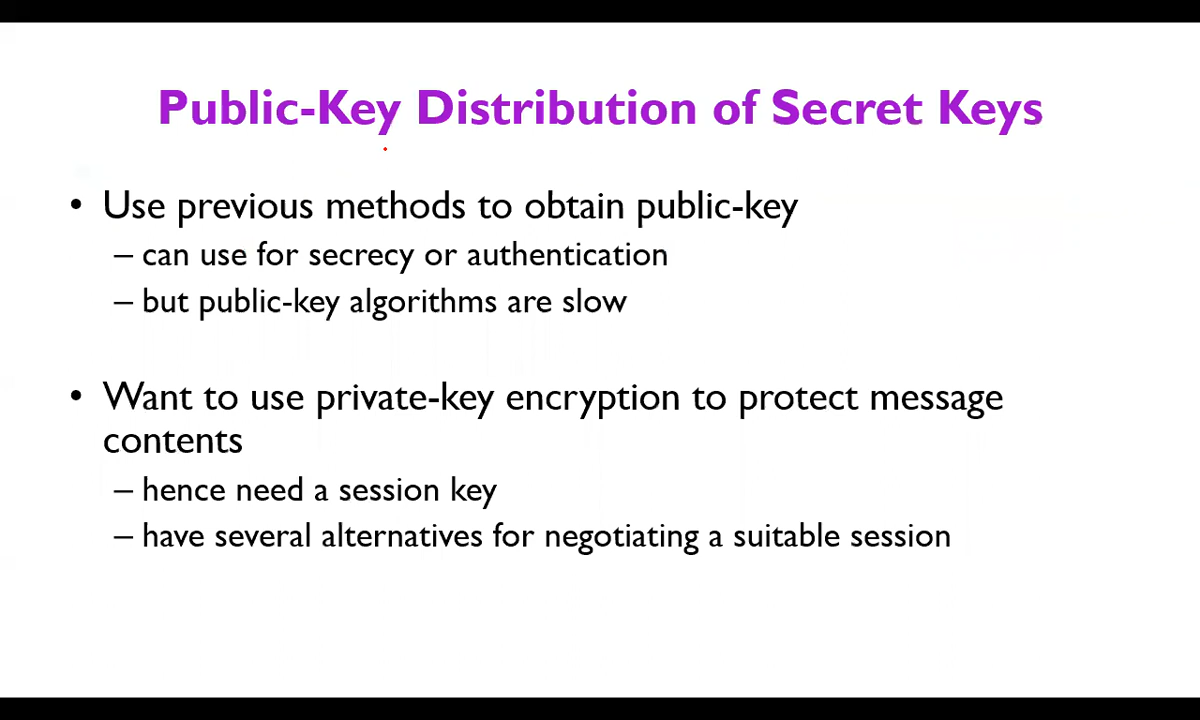 Public-Key Distribution of Secret Keys
• Use previous methods to obtain public-key
– can use for secrecy or authentication
– but public-key algorithms are slow
• Want to use private-key encryption to protect message
contents
– hence need a session key
– have several alternatives for negotiating a suitable session